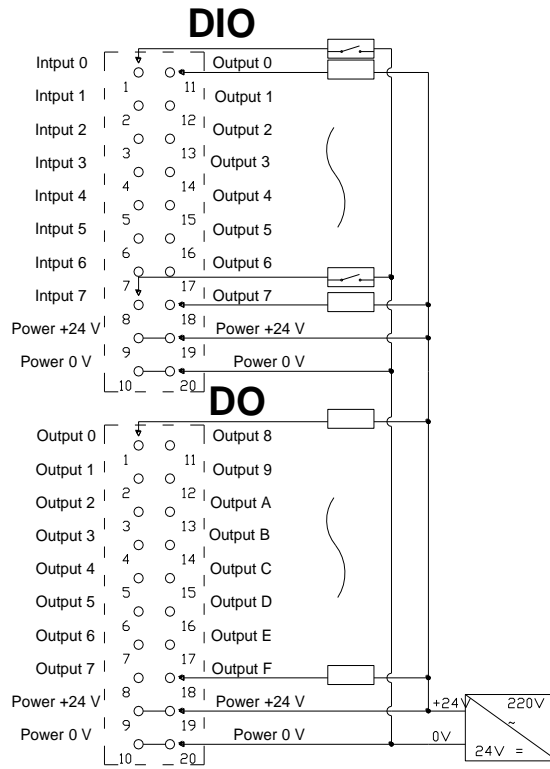 DIO
Intput 0 Output 0
1 11
Intput 1 Output 1
2 12
Intput 2 Output 2
3 13
Intput 3 Output 3
4 14
Intput 4 Output 4
5 15
Intput 5 Output 5
6 16
Intput 6 Output 6
7 17
Intput 7 Output 7
8 18
Power +24 V Power +24 V
9 19
Power 0 V Power 0 V
10 20
DO
Output 0 Output 8
1 11
Output 1 Output 9
2 12
Output 2 Output A
3 13
Output 3 Output B
4 14
Output 4 Output C
5 15
Output 5 Output D
6 16
Output 6 Output E
7 17
Output 7 Output F
8 18
Power +24 V Power +24 V +24V 220V
9 19 ~
Power 0 V Power 0 V 0V
10 20 24V =